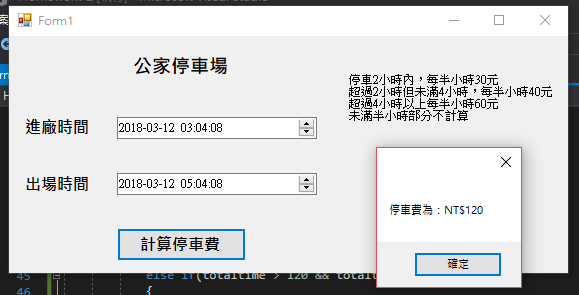 Form1
公家停車場
停車2小時內，每半小時30元
超過2小時但未滿4小時，每半小時40元
超過4小時以上每半小時60元
未滿半小時部分不計算
進廠時間
2018-03-12 03:04:08
出場時間
2018-03-12 05:04:08
停車費為：NT$120
確定
計算停車費
45
else if(totaltime > 120 &&
46
{